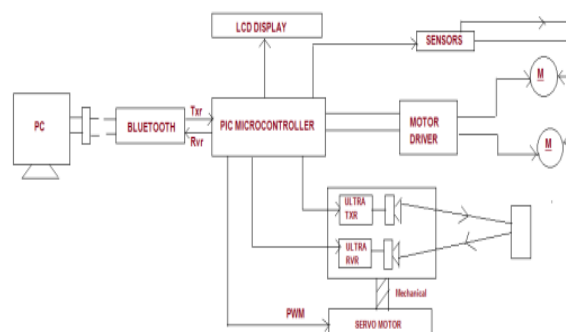 LCD DISPLAY
SENSORS
M
PC
BLUETOOTH
Txr
Rvr
PIC MICROCONTROLLER
MOTOR
DRIVER
M
ULTRA
TXR
ULTRA
RVR
Mechanical
PWM
SERVO MOTOR